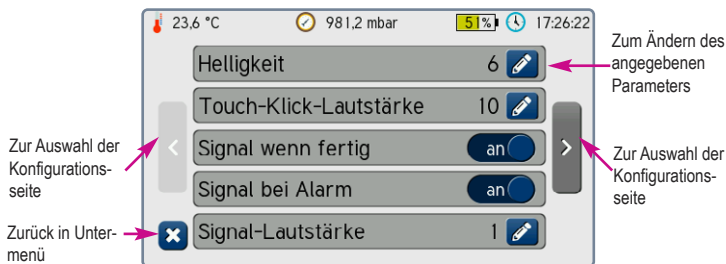 23,6 °C 981,2 mbar 51% 17:26:22
Helligkeit 6
Touch-Klick-Lautstärke 10
Signal wenn fertig an
Signal bei Alarm an
Signal-Lautstärke 1
Zum Ändern des
angegebenen
Parameters
Zur Auswahl der
Konfigurations-
seite
Zur Auswahl der
Konfigurations-
seite
Zurück in Unter-
menü